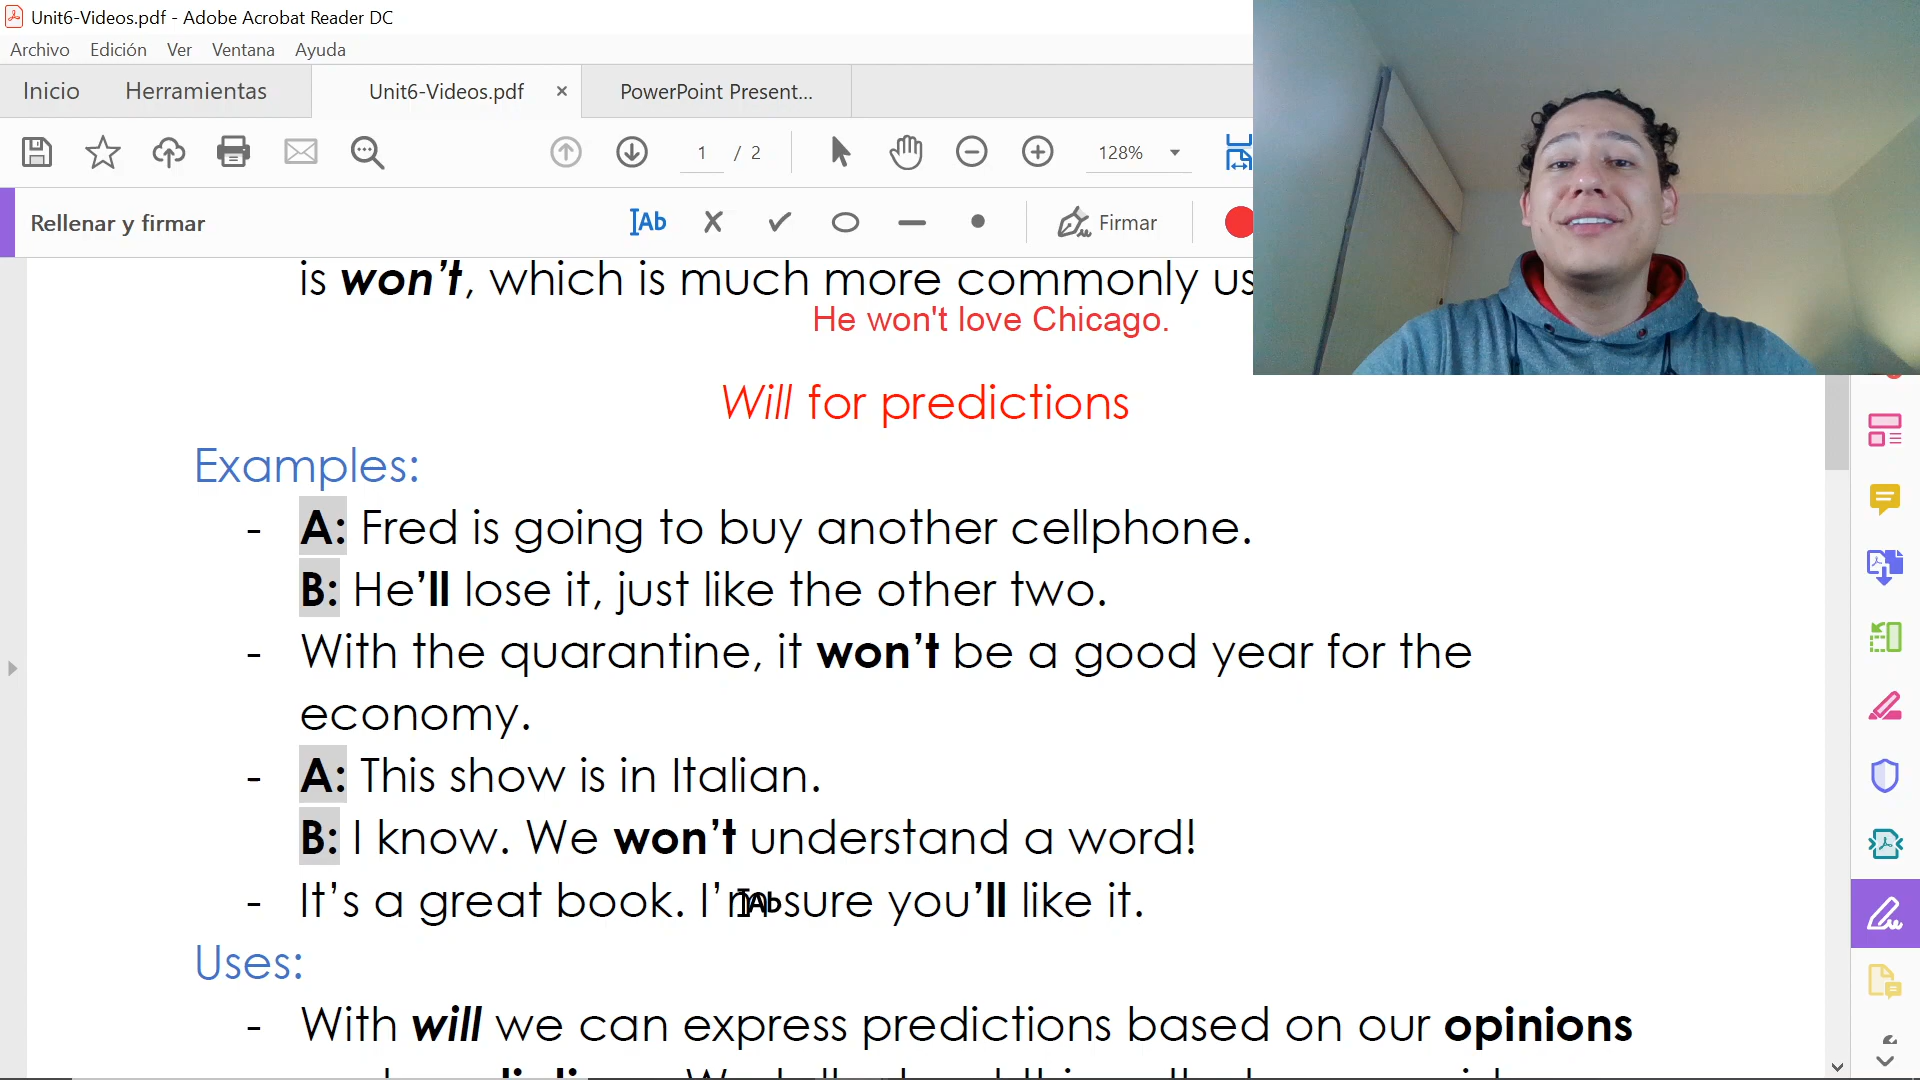 Unit6-Videos.pdf - Adobe Acrobat Reader DC
Archivo Edición Ver Ventana Ayuda
Inicio Herramientas Unit6-Videos.pdf × PowerPoint Present...
1 / 2 128%
Rellenar y firmar Ab Firmar
is won't, which is much more commonly us
He won't love Chicago.
Will for predictions
Examples:
- A: Fred is going to buy another cellphone.
B: He'll lose it, just like the other two.
- With the quarantine, it won't be a good year for the
economy.
- A: This show is in Italian.
B: I know. We won't understand a word!
- It's a great book. I'm sure you'll like it.
Uses:
- With will we can express predictions based on our opinions